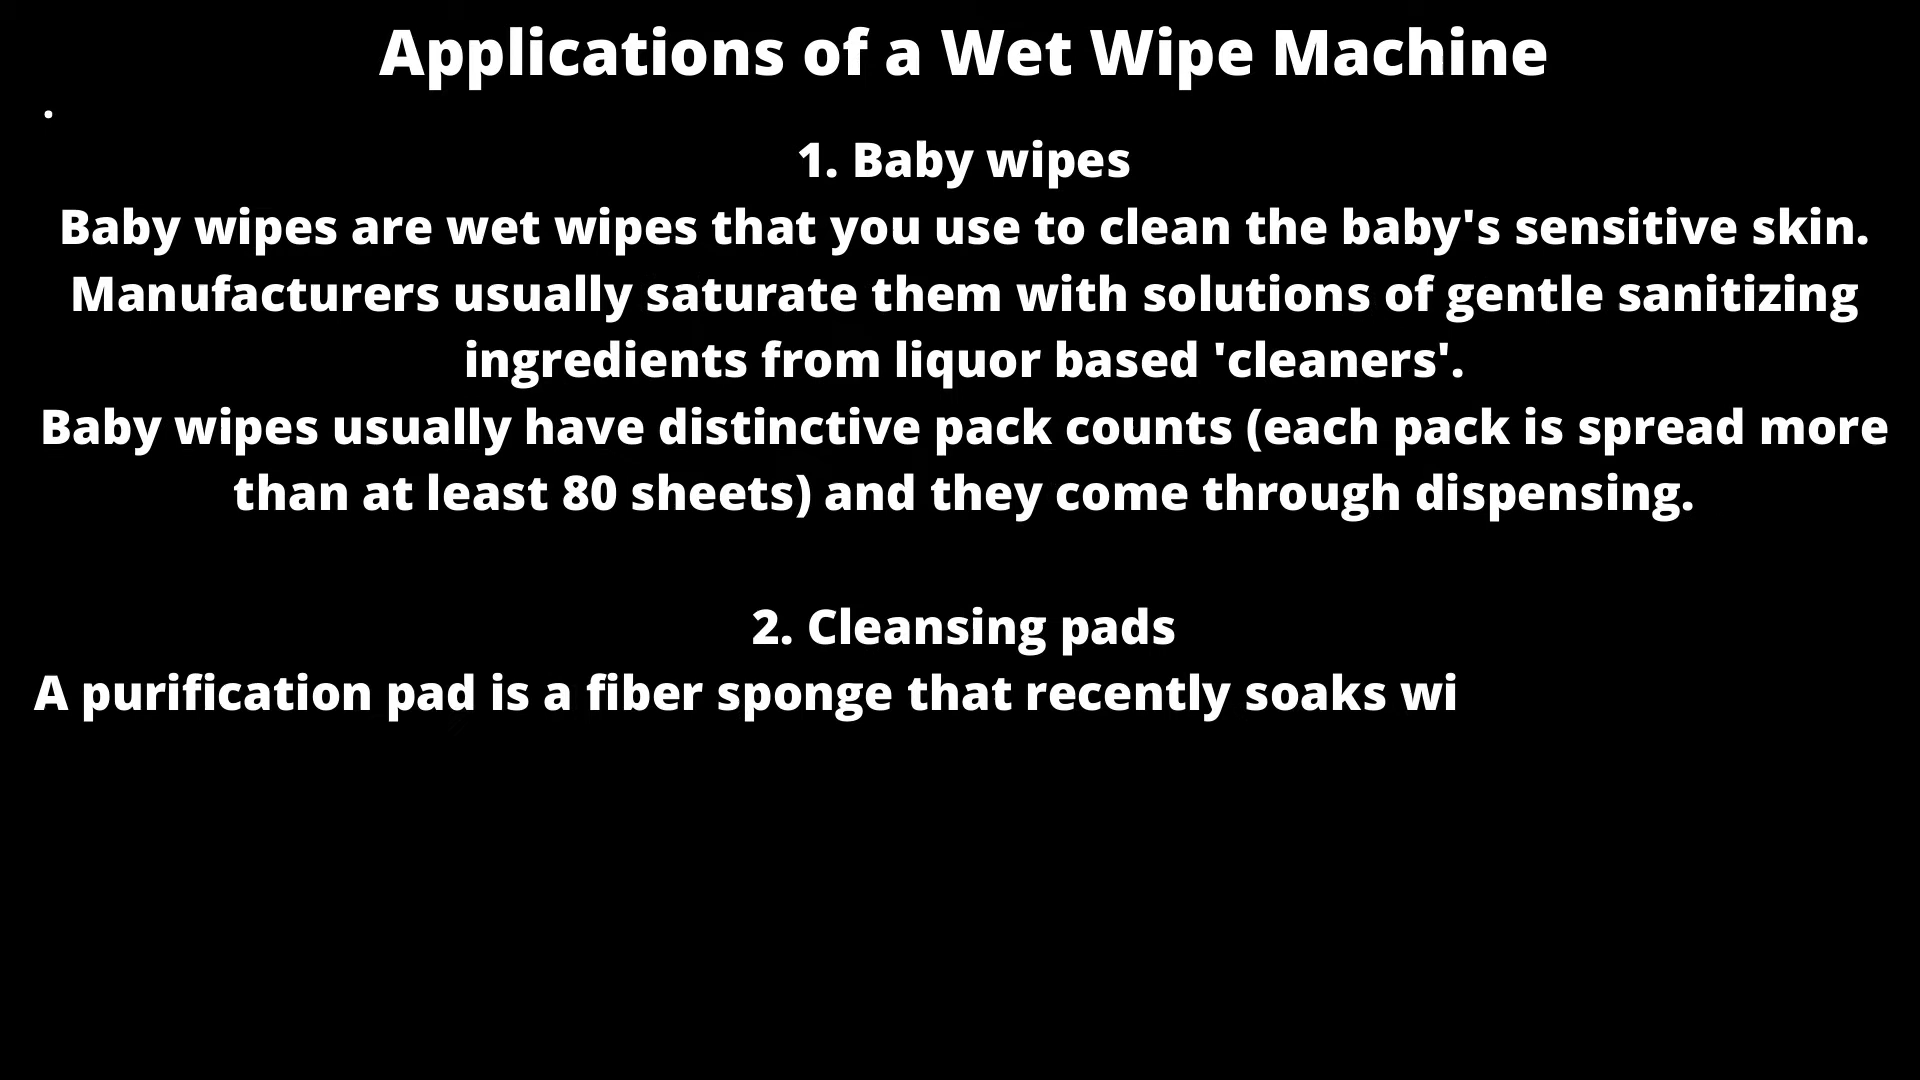 Applications of a Wet Wipe Machine
.
1. Baby wipes
Baby wipes are wet wipes that you use to clean the baby's sensitive skin.
Manufacturers usually saturate them with solutions of gentle sanitizing
ingredients from liquor based 'cleaners'.
Baby wipes usually have distinctive pack counts (each pack is spread more
than at least 80 sheets) and they come through dispensing.
2. Cleansing pads
A purification pad is a fiber sponge that recently soaks wi